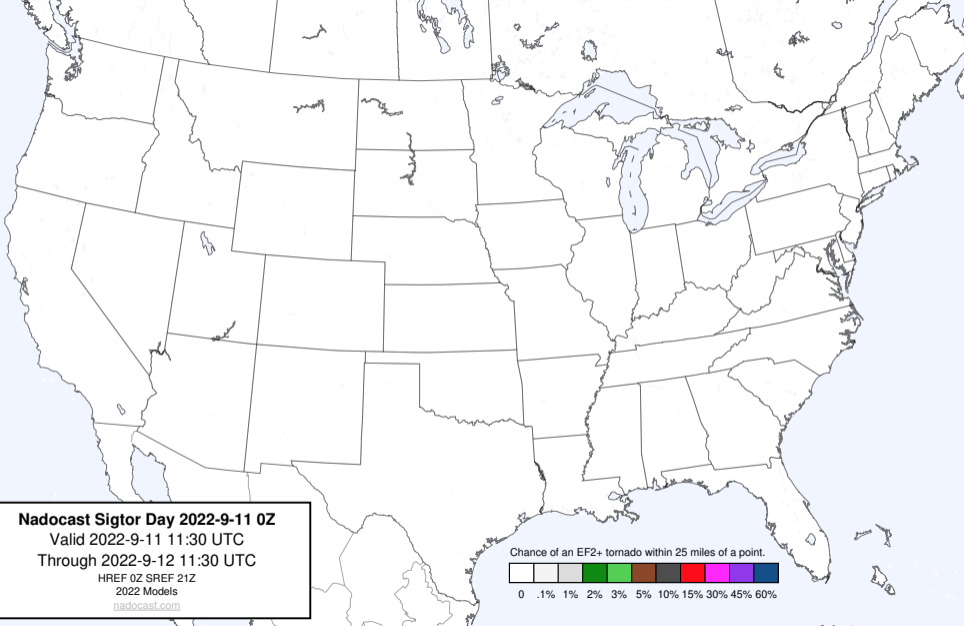 Nadocast Sigtor Day 2022-9-11 0Z
Valid 2022-9-11 11:30 UTC
Through 2022-9-12 11:30 UTC
HREF 0Z SREF 21Z
2022 Models
nadocast.com
Chance of an EF2+ tornado within 25 miles of a point.
0 .1% 1% 2% 3% 5% 10% 15% 30% 45% 60%